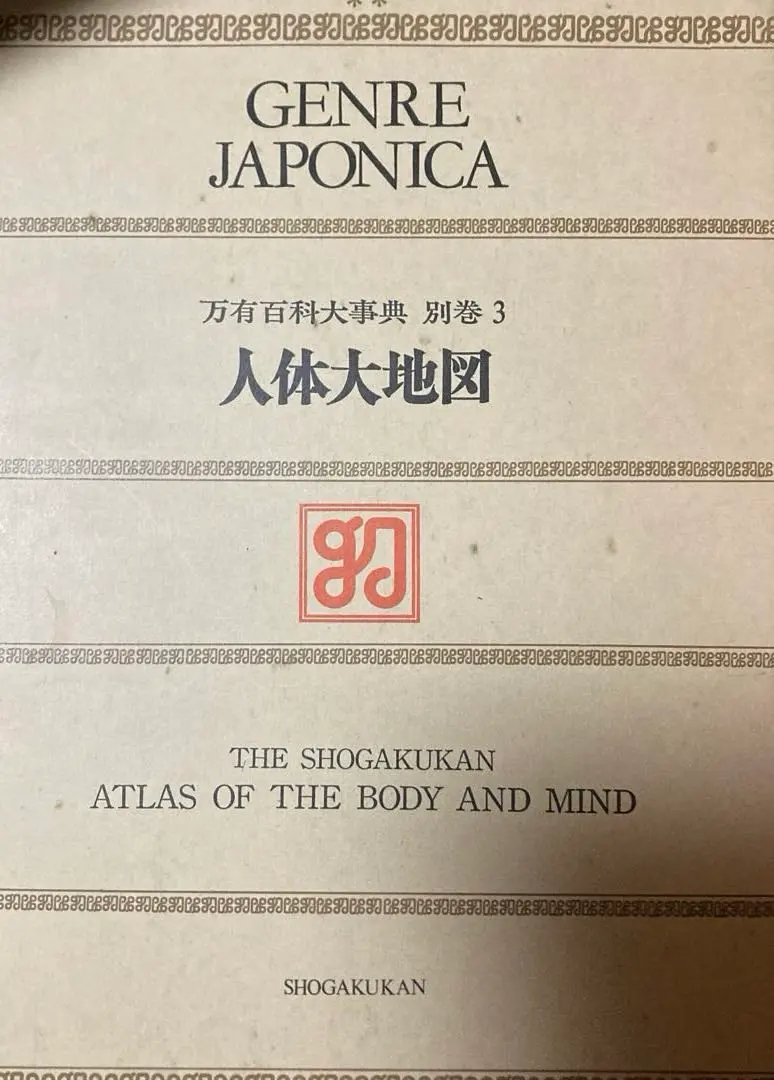 GENRE
JAPONICA
万有百科大事典 別巻 3
人体大地図
THE SHOGAKUKAN
ATLAS OF THE BODY AND MIND
SHOGAKUKAN